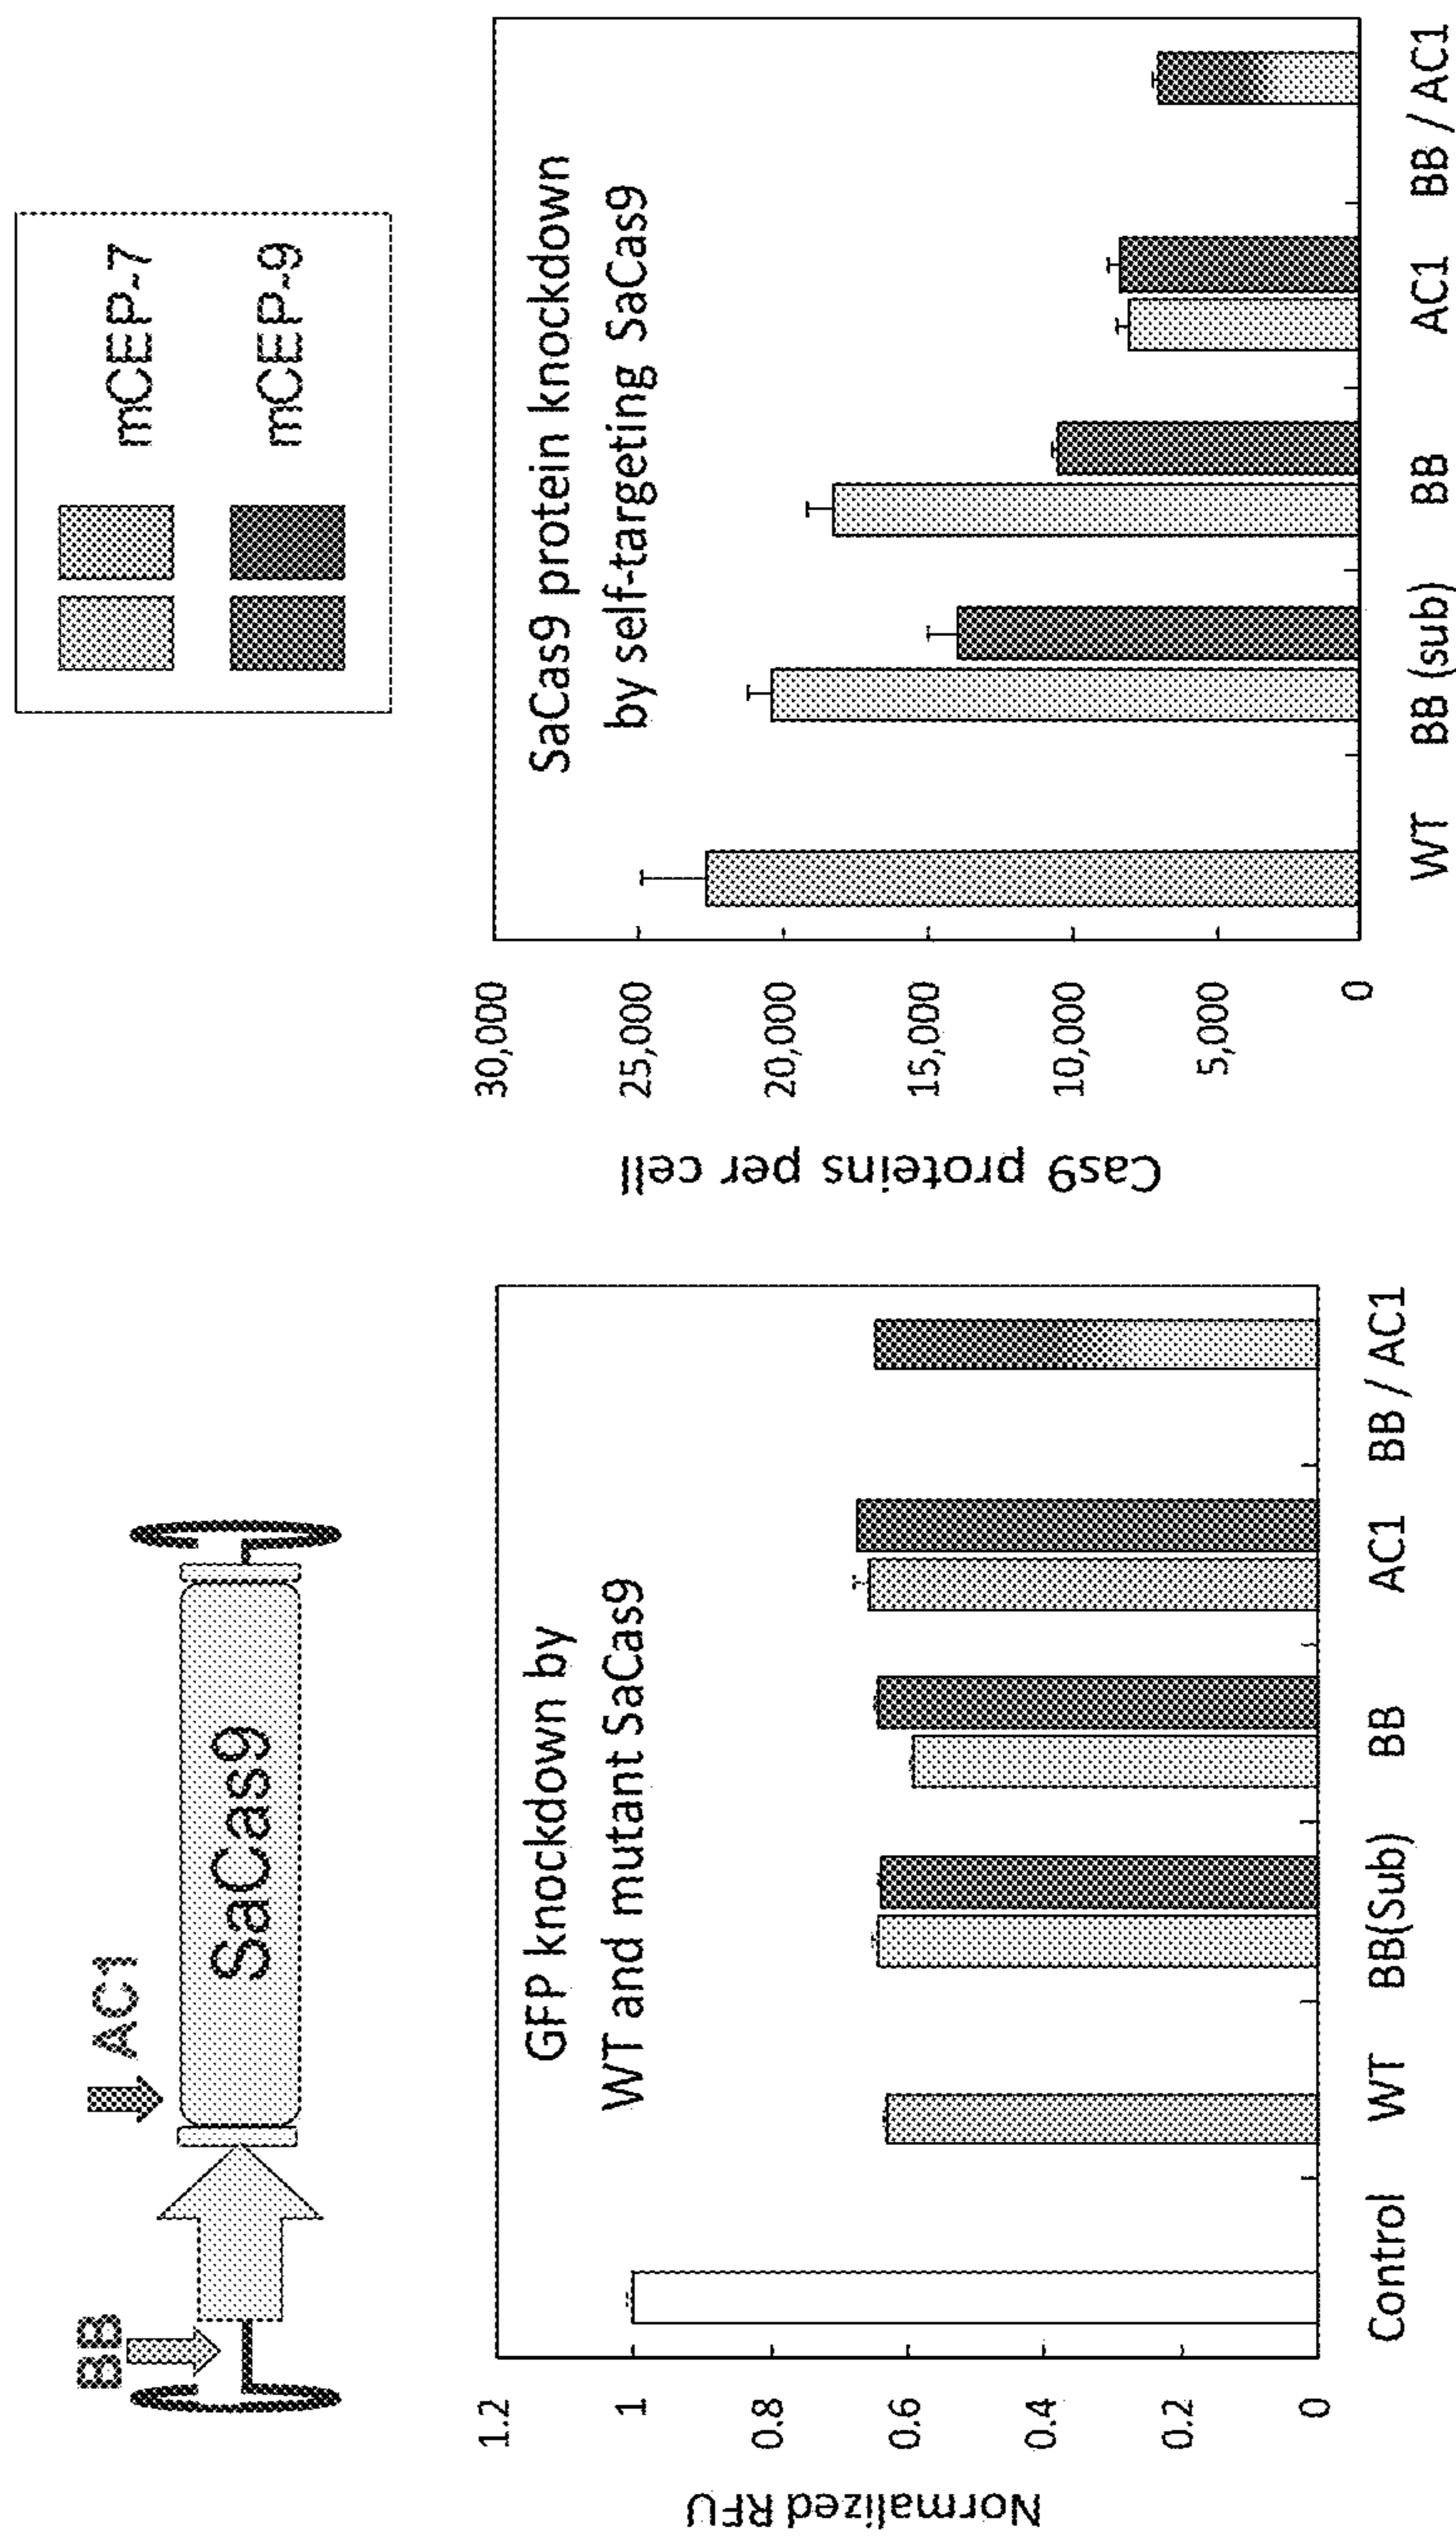 BB
AC1
SaCas9
mCEP-7
mCEP-9
GFP knockdown by
WT and mutant SaCas9
Normalized RFU
1.2
1
0.8
0.6
0.4
0.2
0
Control
WT
BB(Sub)
BB
AC1
BB / AC1
SaCas9 protein knockdown
by self-targeting SaCas9
Cas9 proteins per cell
30,000
25,000
20,000
15,000
10,000
5,000
0
WT
BB (sub)
BB
AC1
BB / AC1